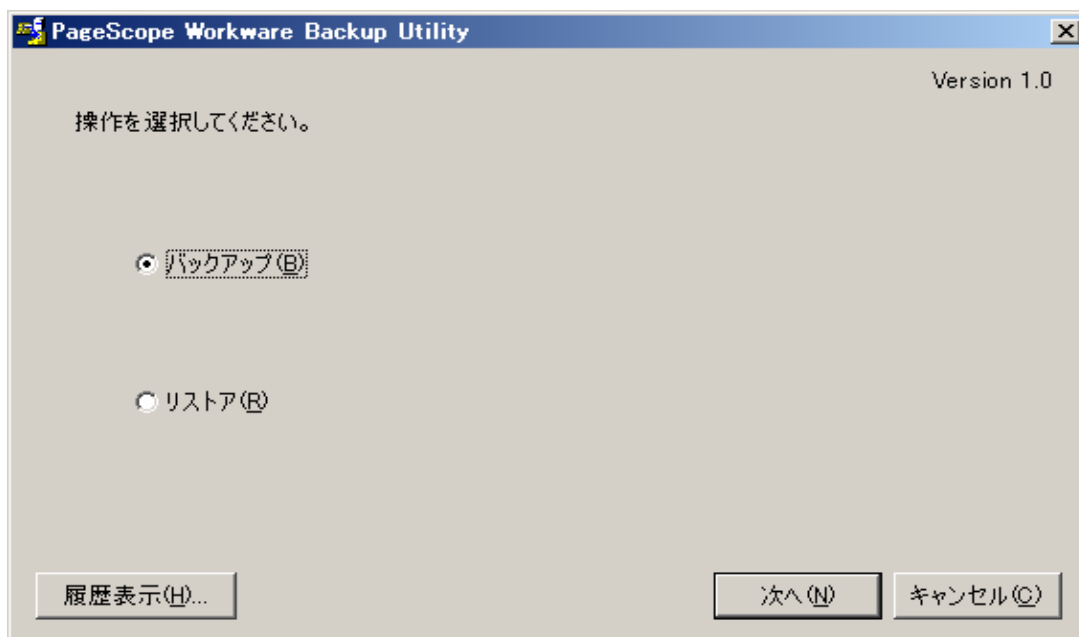 PageScope Workware Backup Utility
Version 1.0
操作を選択してください。
バックアップ(B)
リストア(R)
履歴表示(H)...
次へ(N)
キャンセル(C)